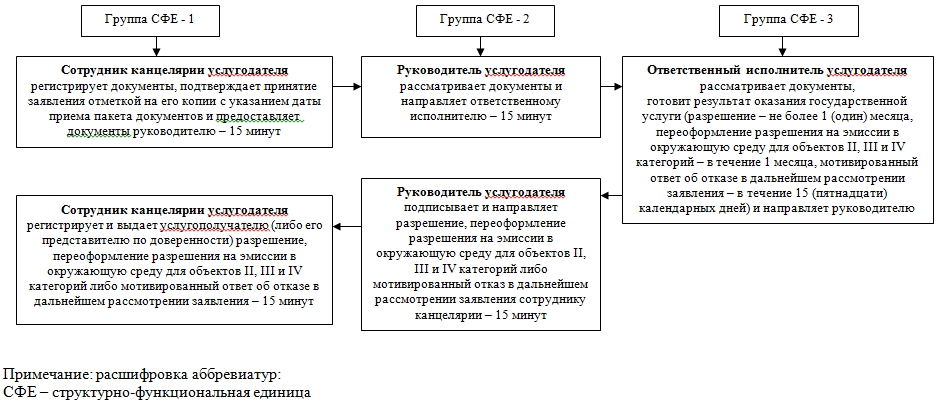 Группа СФЕ - 1
Группа СФЕ - 2
Группа СФЕ - 3
Сотрудник канцелярии услугодателя
регистрирует документы, подтверждает принятие
заявления отметкой на его копии с указанием даты
приема пакета документов и предоставляет
документы руководителю – 15 минут
Руководитель услугодателя
рассматривает документы и
направляет ответственному
исполнителю – 15 минут
Ответственный исполнитель услугодателя
рассматривает документы,
готовит результат оказания государственной
услуги (разрешение – не более 1 (один) месяца,
переоформление разрешения на эмиссии в
окружающую среду для объектов II, III и IV
категорий – в течение 1 месяца, мотивированный
ответ об отказе в дальнейшем рассмотрении
заявления – в течение 15 (пятнадцати)
календарных дней) и направляет руководителю
Руководитель услугодателя
подписывает и направляет
разрешение, переоформление
разрешения на эмиссии в
окружающую среду для объектов II,
III и IV категорий либо
мотивированный отказ в дальнейшем
рассмотрении заявления сотруднику
канцелярии – 15 минут
Сотрудник канцелярии услугодателя
регистрирует и выдает услугополучателю (либо его
представителю по доверенности) разрешение,
переоформление разрешения на эмиссии в
окружающую среду для объектов II, III и IV
категорий либо мотивированный ответ об отказе в
дальнейшем рассмотрении заявления – 15 минут
Примечание: расшифровка аббревиатур:
СФЕ – структурно-функциональная единица